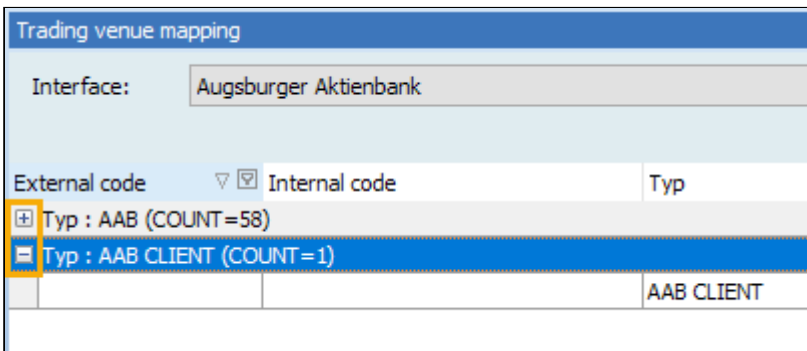 Trading venue mapping
Interface: Augsburger Aktienbank
External code Internal code Typ
Typ : AAB (COUNT=58)
Typ : AAB CLIENT (COUNT=1)
AAB CLIENT